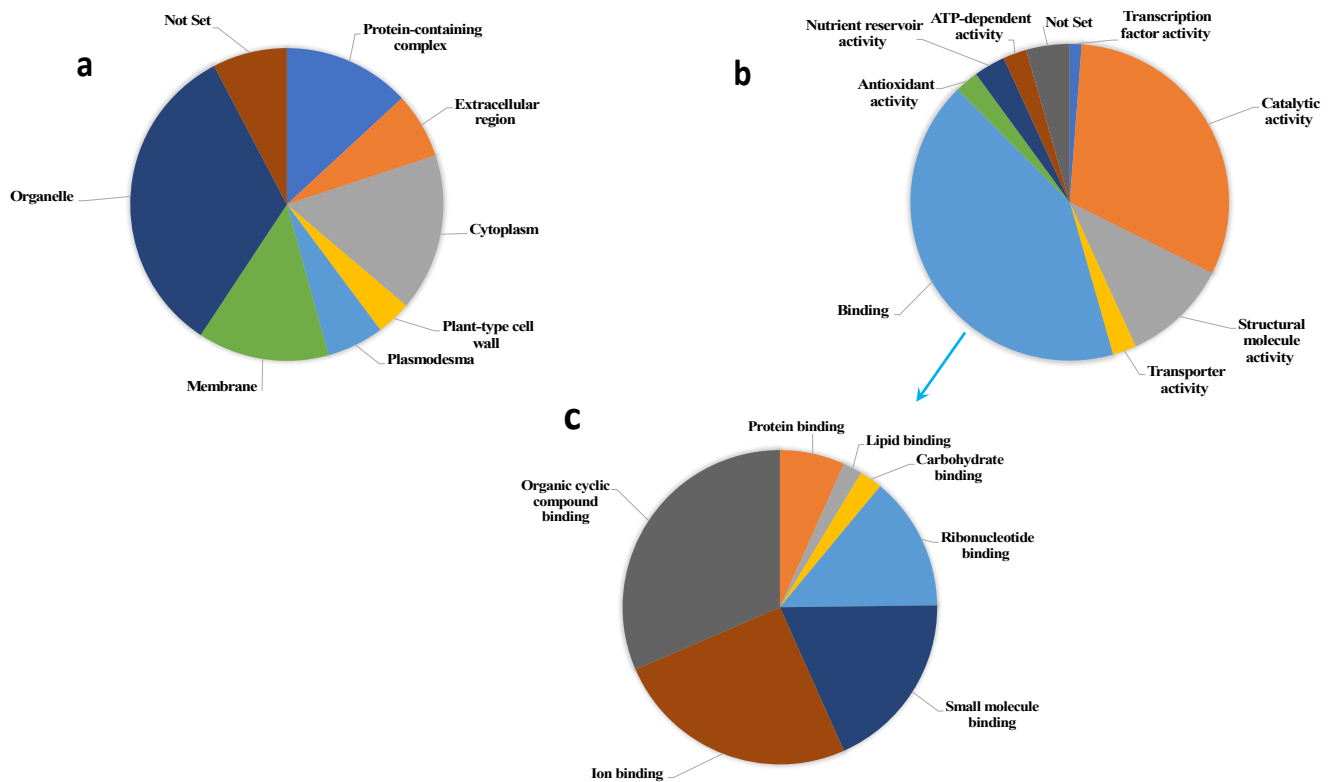 a
Not Set
Protein-containing
complex
Extracellular
region
Cytoplasm
Plant-type cell
wall
Plasmodesma
Membrane
Organelle
b
Not Set
Transcription
factor activity
Catalytic
activity
Structural
molecule
activity
Transporter
activity
Binding
Antioxidant
activity
Nutrient reservoir
activity
ATP-dependent
activity
c
Protein binding
Lipid binding
Carbohydrate
binding
Ribonucleotide
binding
Small molecule
binding
Ion binding
Organic cyclic
compound
binding